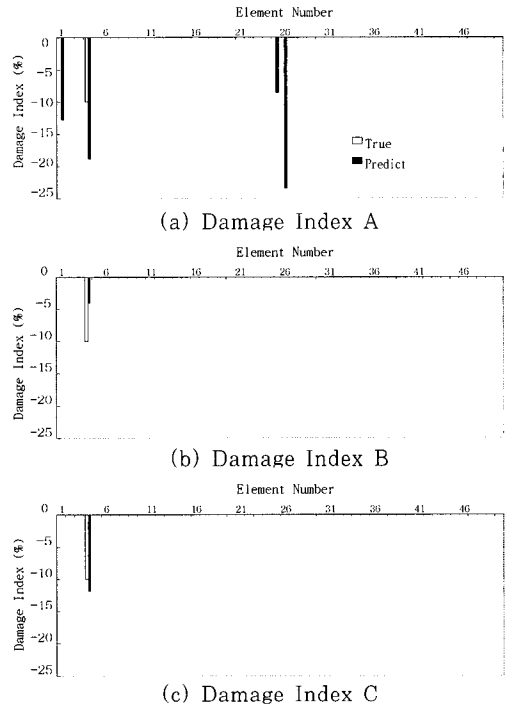 Element Number
1 6 11 16 21 26 31 36 41 46
0
-5
-10
-15
-20
-25
Damage Index (%)
True
Predict
(a) Damage Index A
Element Number
1 6 11 16 21 26 31 36 41 46
0
-5
-10
-15
-20
-25
Damage Index (%)
(b) Damage Index B
Element Number
1 6 11 16 21 26 31 36 41 46
0
-5
-10
-15
-20
-25
Damage Index (%)
(c) Damage Index C